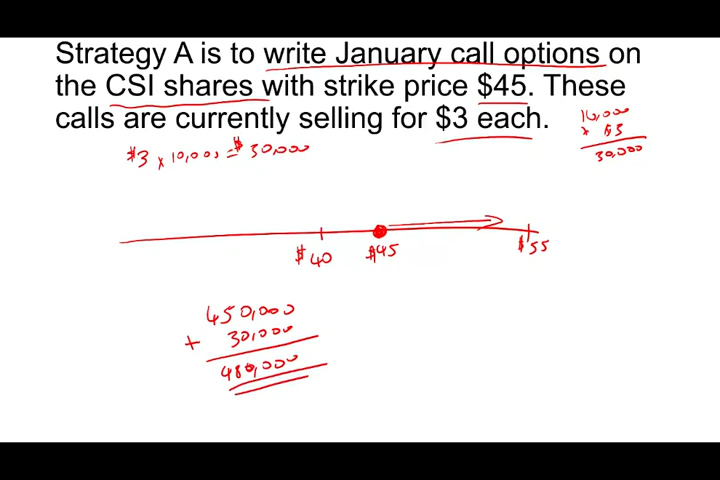 Strategy A is to write January call options on
the CSI shares with strike price $45. These
calls are currently selling for $3 each.
10,000
× $3
30,000
$3 × 10,000 = $30,000
$40 $45 $55
450,000
+ 30,000
480,000